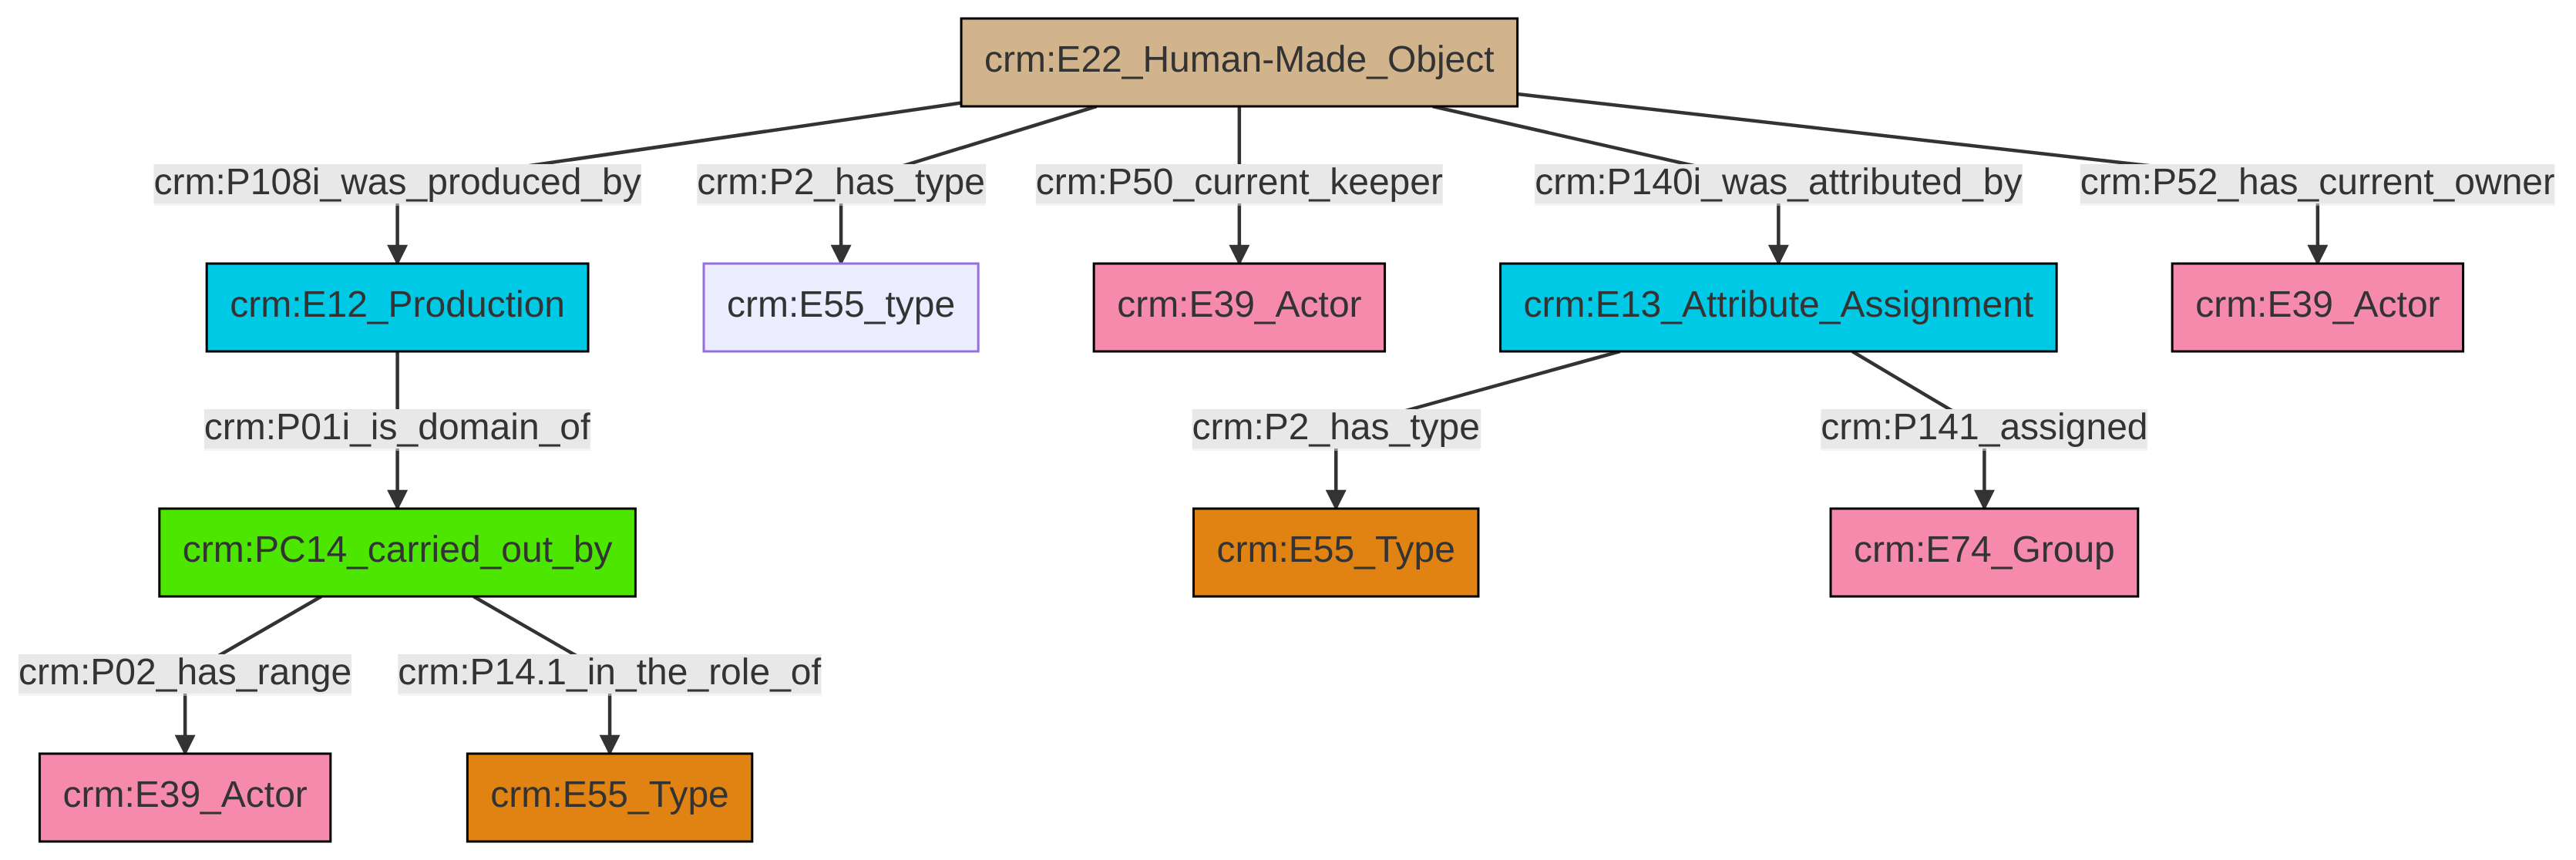 crm:E22_Human-Made_Object
crm:P108i_was_produced_by
crm:P2_has_type
crm:P50_current_keeper
crm:P140i_was_attributed_by
crm:P52_has_current_owner
crm:E12_Production
crm:E55_type
crm:E39_Actor
crm:E13_Attribute_Assignment
crm:E39_Actor
crm:P01i_is_domain_of
crm:P2_has_type
crm:P141_assigned
crm:PC14_carried_out_by
crm:E55_Type
crm:E74_Group
crm:P02_has_range
crm:P14.1_in_the_role_of
crm:E39_Actor
crm:E55_Type